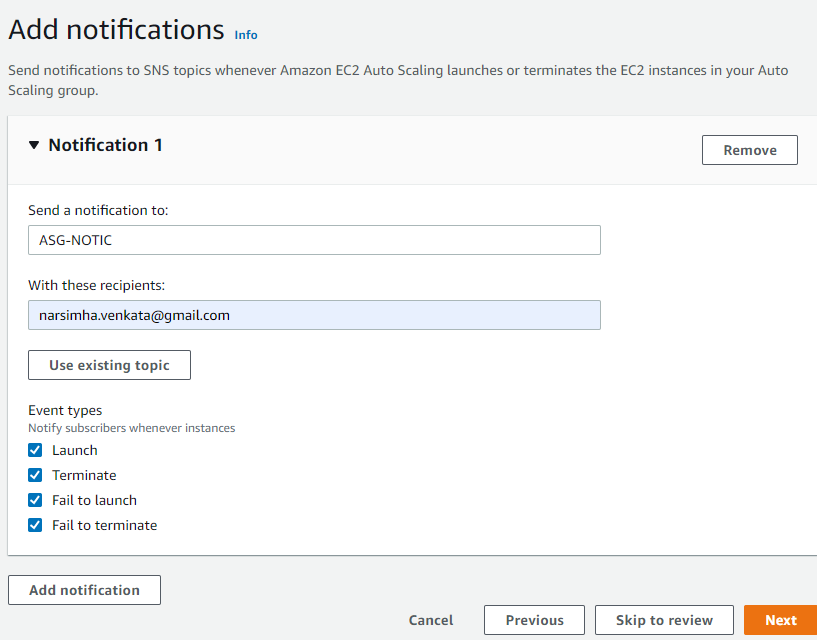 Add notifications Info
Send notifications to SNS topics whenever Amazon EC2 Auto Scaling launches or terminates the EC2 instances in your Auto
Scaling group.
Notification 1
Remove
Send a notification to:
ASG-NOTIC
With these recipients:
narsimha.venkata@gmail.com
Use existing topic
Event types
Notify subscribers whenever instances
Launch
Terminate
Fail to launch
Fail to terminate
Add notification
Cancel
Previous
Skip to review
Next